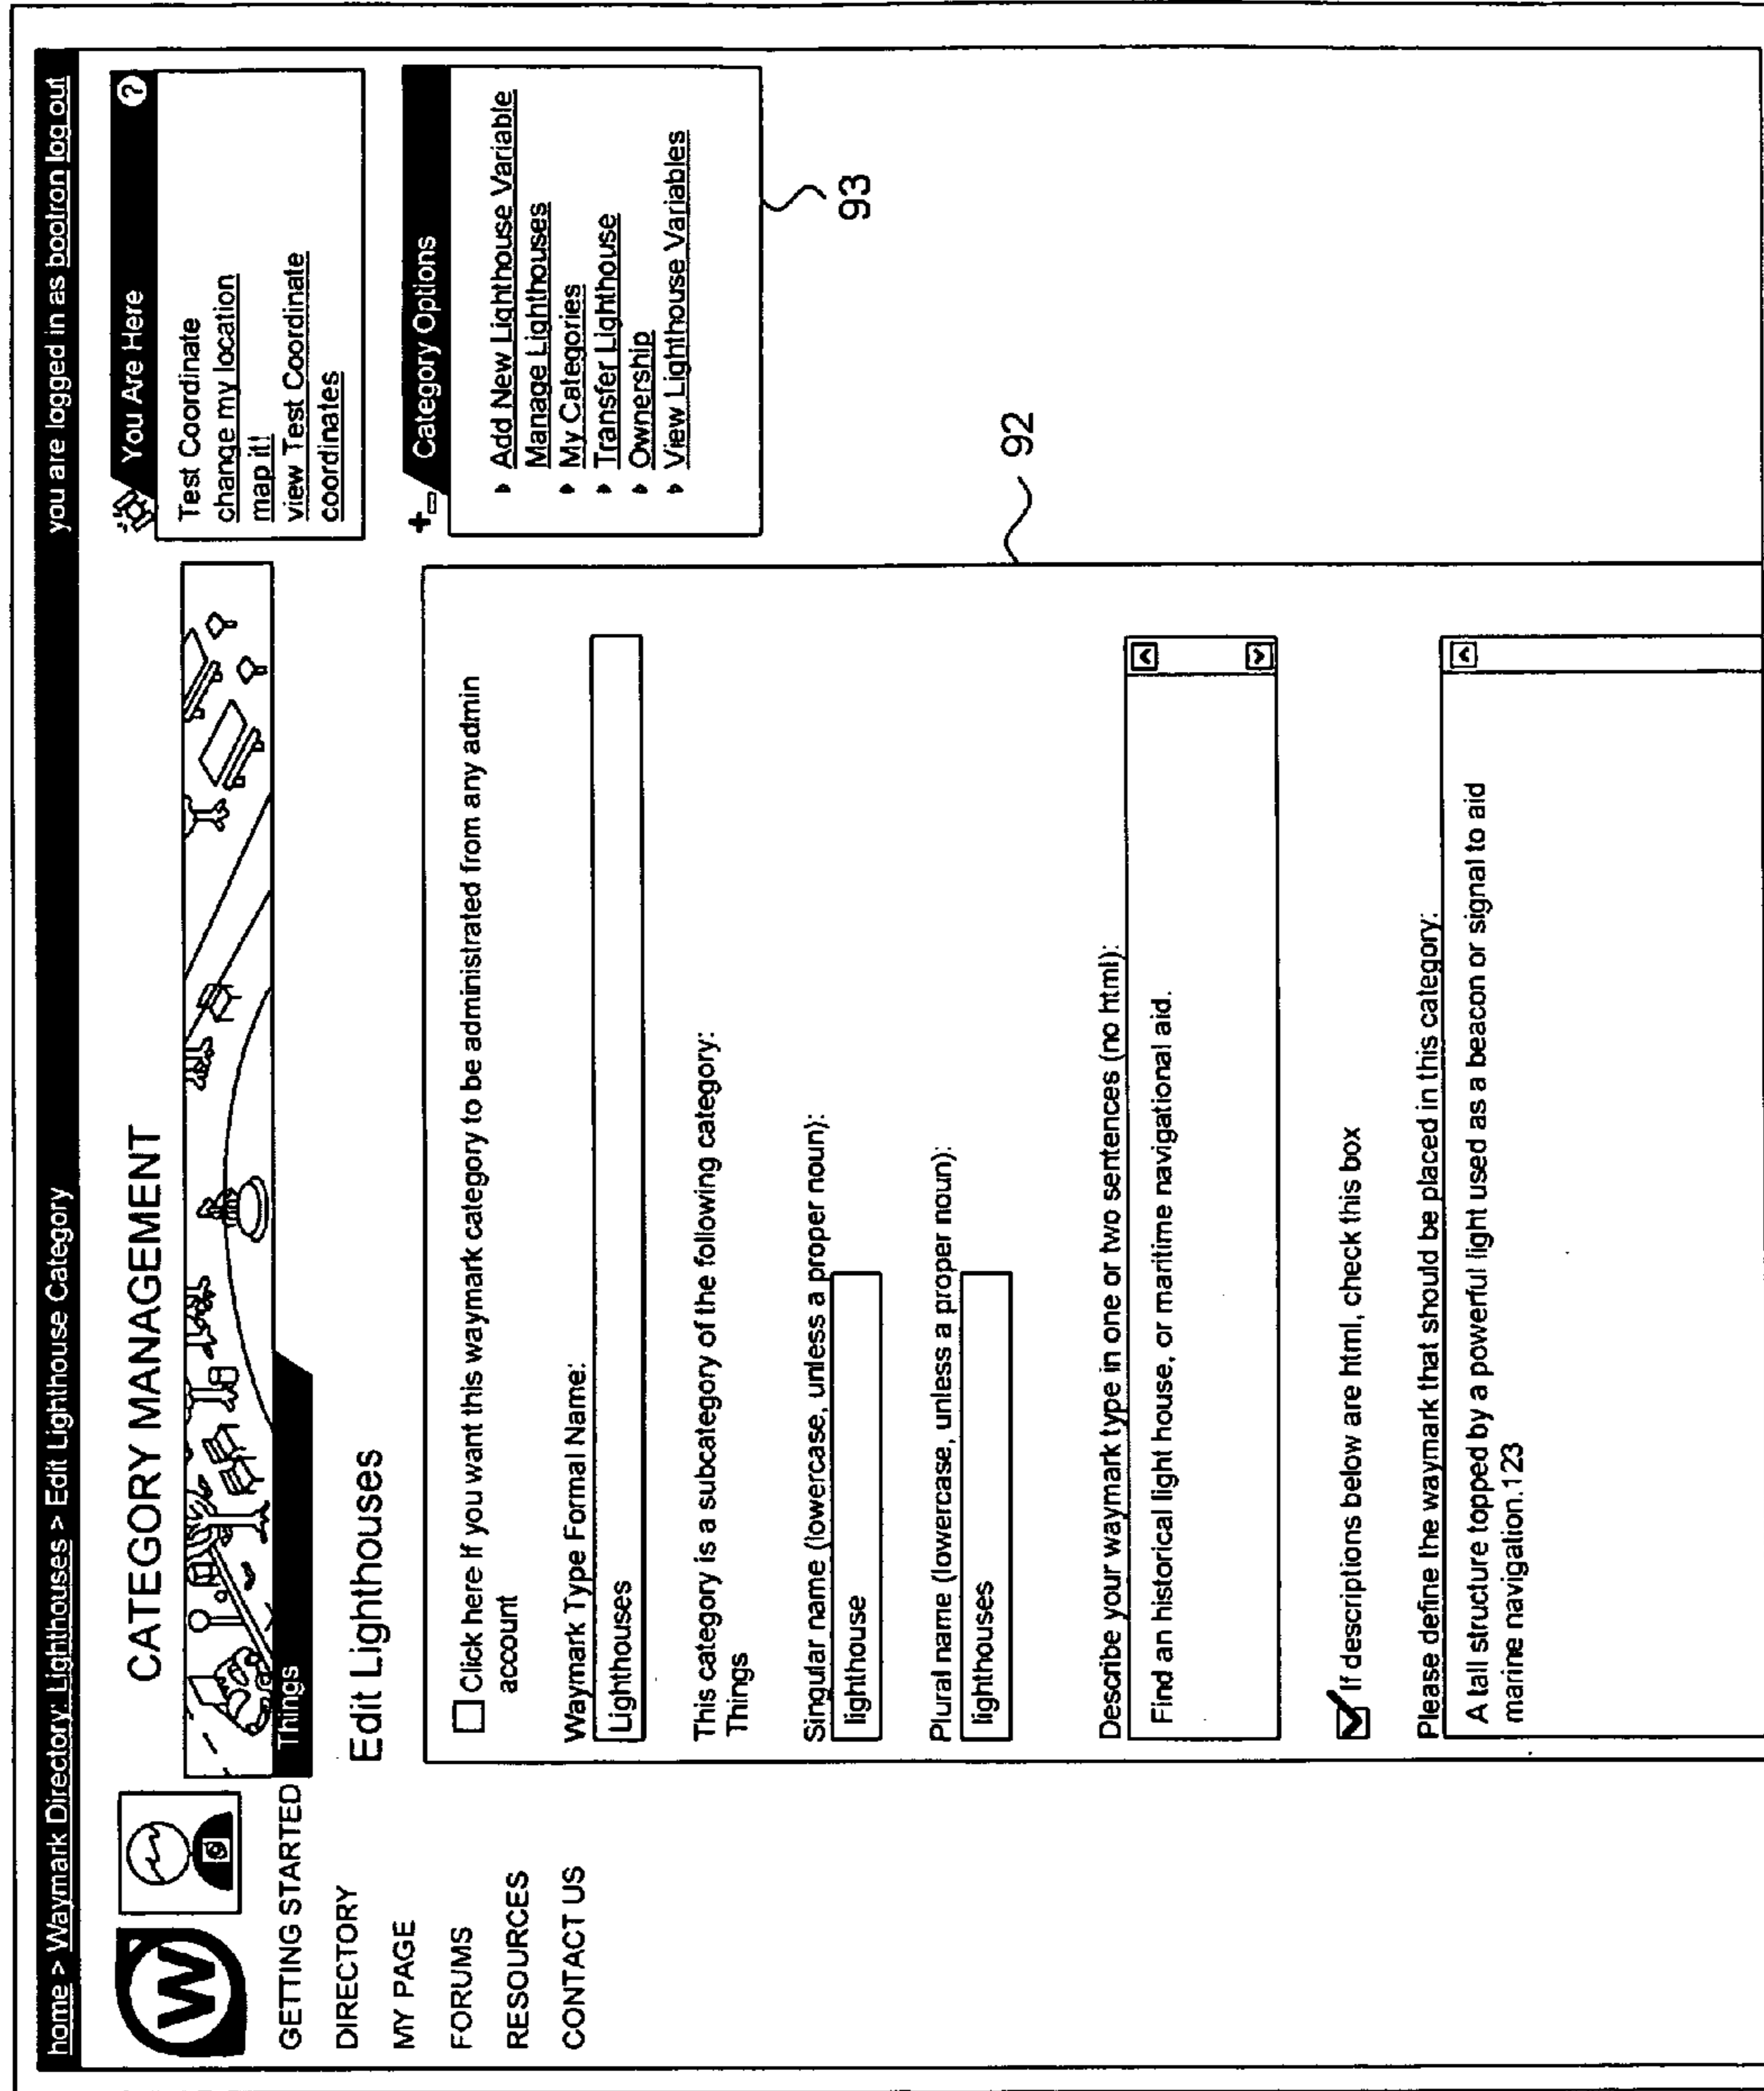 home > Waymark Directory: Lighthouses > Edit Lighthouse Category
you are logged in as bootron log out
W
GETTING STARTED
DIRECTORY
MY PAGE
FORUMS
RESOURCES
CONTACT US
CATEGORY MANAGEMENT
Things
Edit Lighthouses
Click here If you want this waymark category to be administrated from any admin
account
Waymark Type Formal Name:
Lighthouses
This category is a subcategory of the following category:
Things
Singular name (lowercase, unless a proper noun):
lighthouse
Plural name (lowercase, unless a proper noun):
lighthouses
Describe your waymark type in one or two sentences (no html):
Find an historical light house, or maritime navigational aid.
If descriptions below are html, check this box
Please define the waymark that should be placed in this category:
A tall structure topped by a powerful light used as a beacon or signal to aid
marine navigation.123
You Are Here ?
Test Coordinate
change my location
map it!
view Test Coordinate
coordinates
Category Options
Add New Lighthouse Variable
Manage Lighthouses
My Categories
Transfer Lighthouse
Ownership
View Lighthouse Variables
93
92